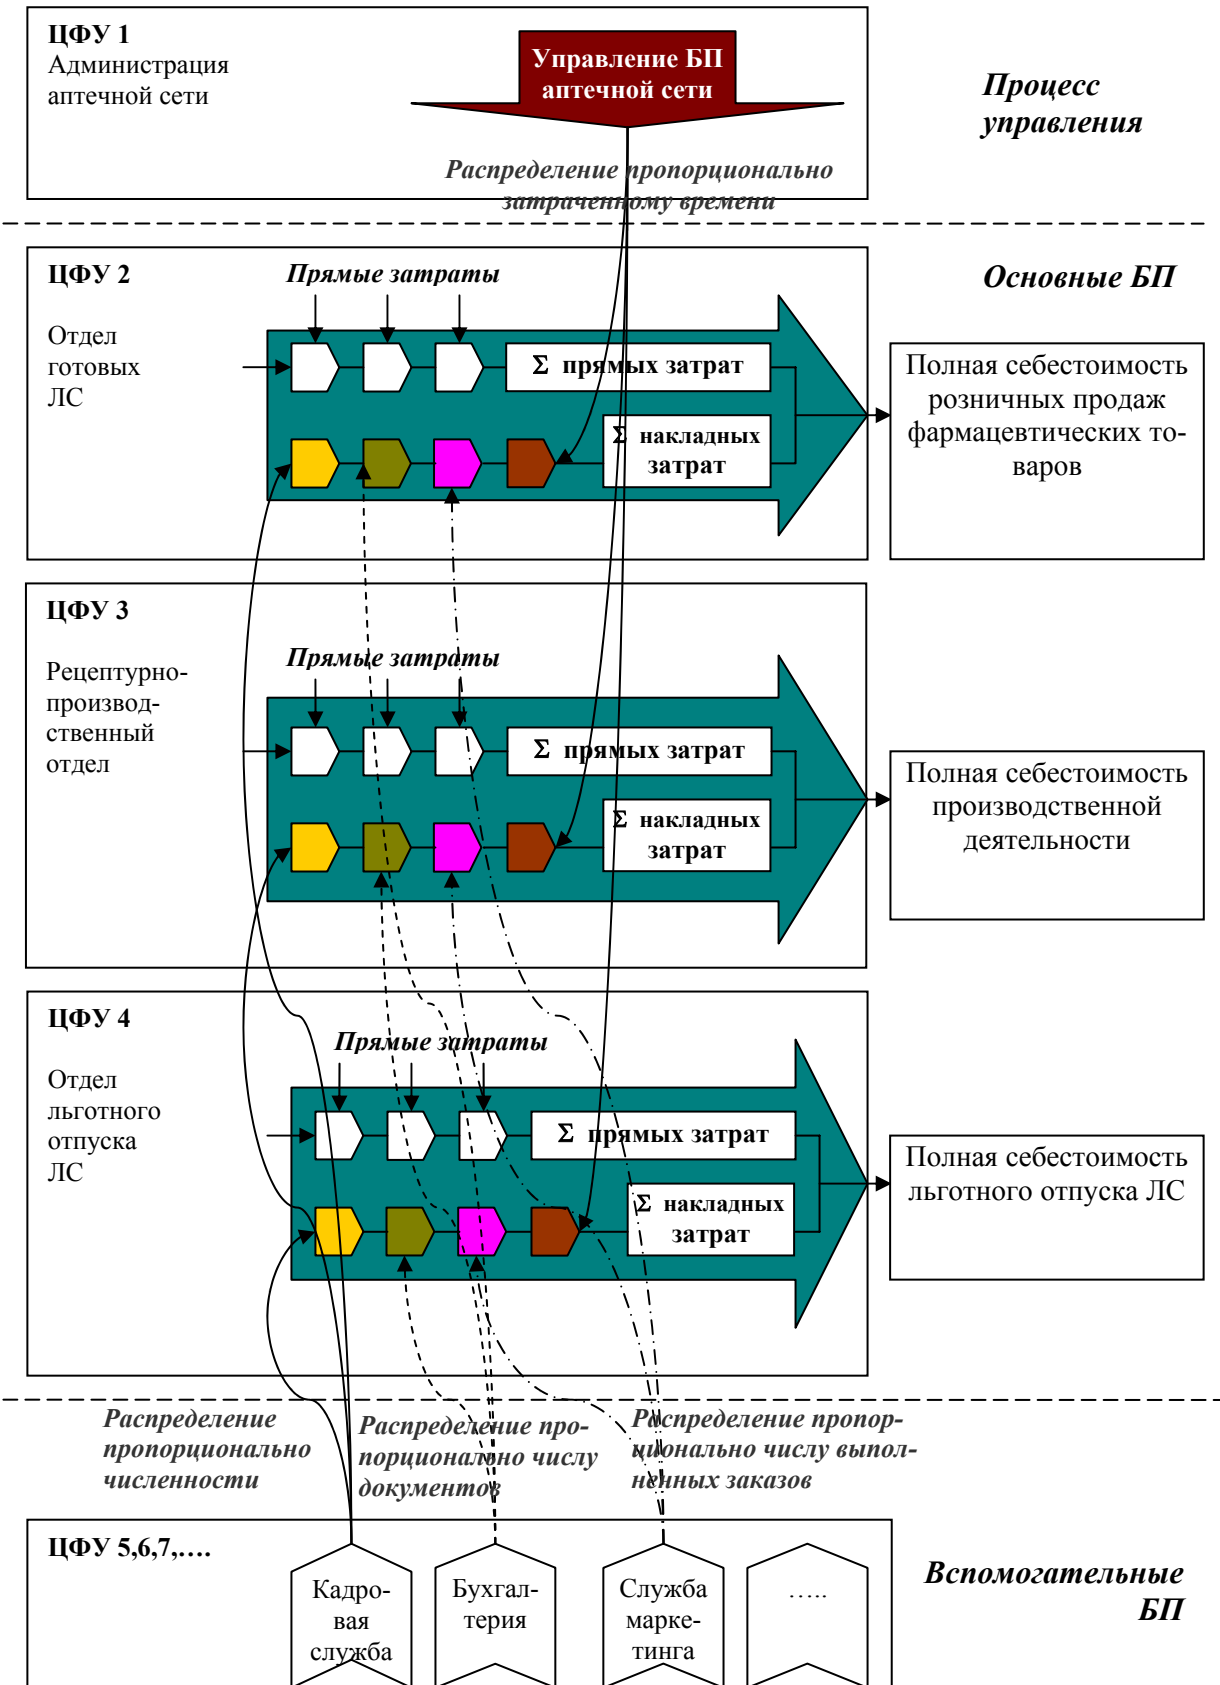 ЦФУ 1
Администрация
аптечной сети
Управление БП
аптечной сети
Процесс
управления
Распределение пропорционально
затраченному времени
ЦФУ 2
Прямые затраты
Основные БП
Отдел
готовых
ЛС
Σ прямых затрат
Σ накладных
затрат
Полная себестоимость
розничных продаж
фармацевтических то-
варов
ЦФУ 3
Прямые затраты
Рецептурно-
производ-
ственный
отдел
Σ прямых затрат
Σ накладных
затрат
Полная себестоимость
производственной
деятельности
ЦФУ 4
Прямые затраты
Отдел
льготного
отпуска
ЛС
Σ прямых затрат
Σ накладных
затрат
Полная себестоимость
льготного отпуска ЛС
Распределение
пропорционально
численности
Распределение про-
порционально числу
документов
Распределение пропор-
ционально числу выпол-
ненных заказов
ЦФУ 5,6,7,….
Кадро-
вая
служба
Бухгал-
терия
Служба
марке-
тинга
…..
Вспомогательные
БП